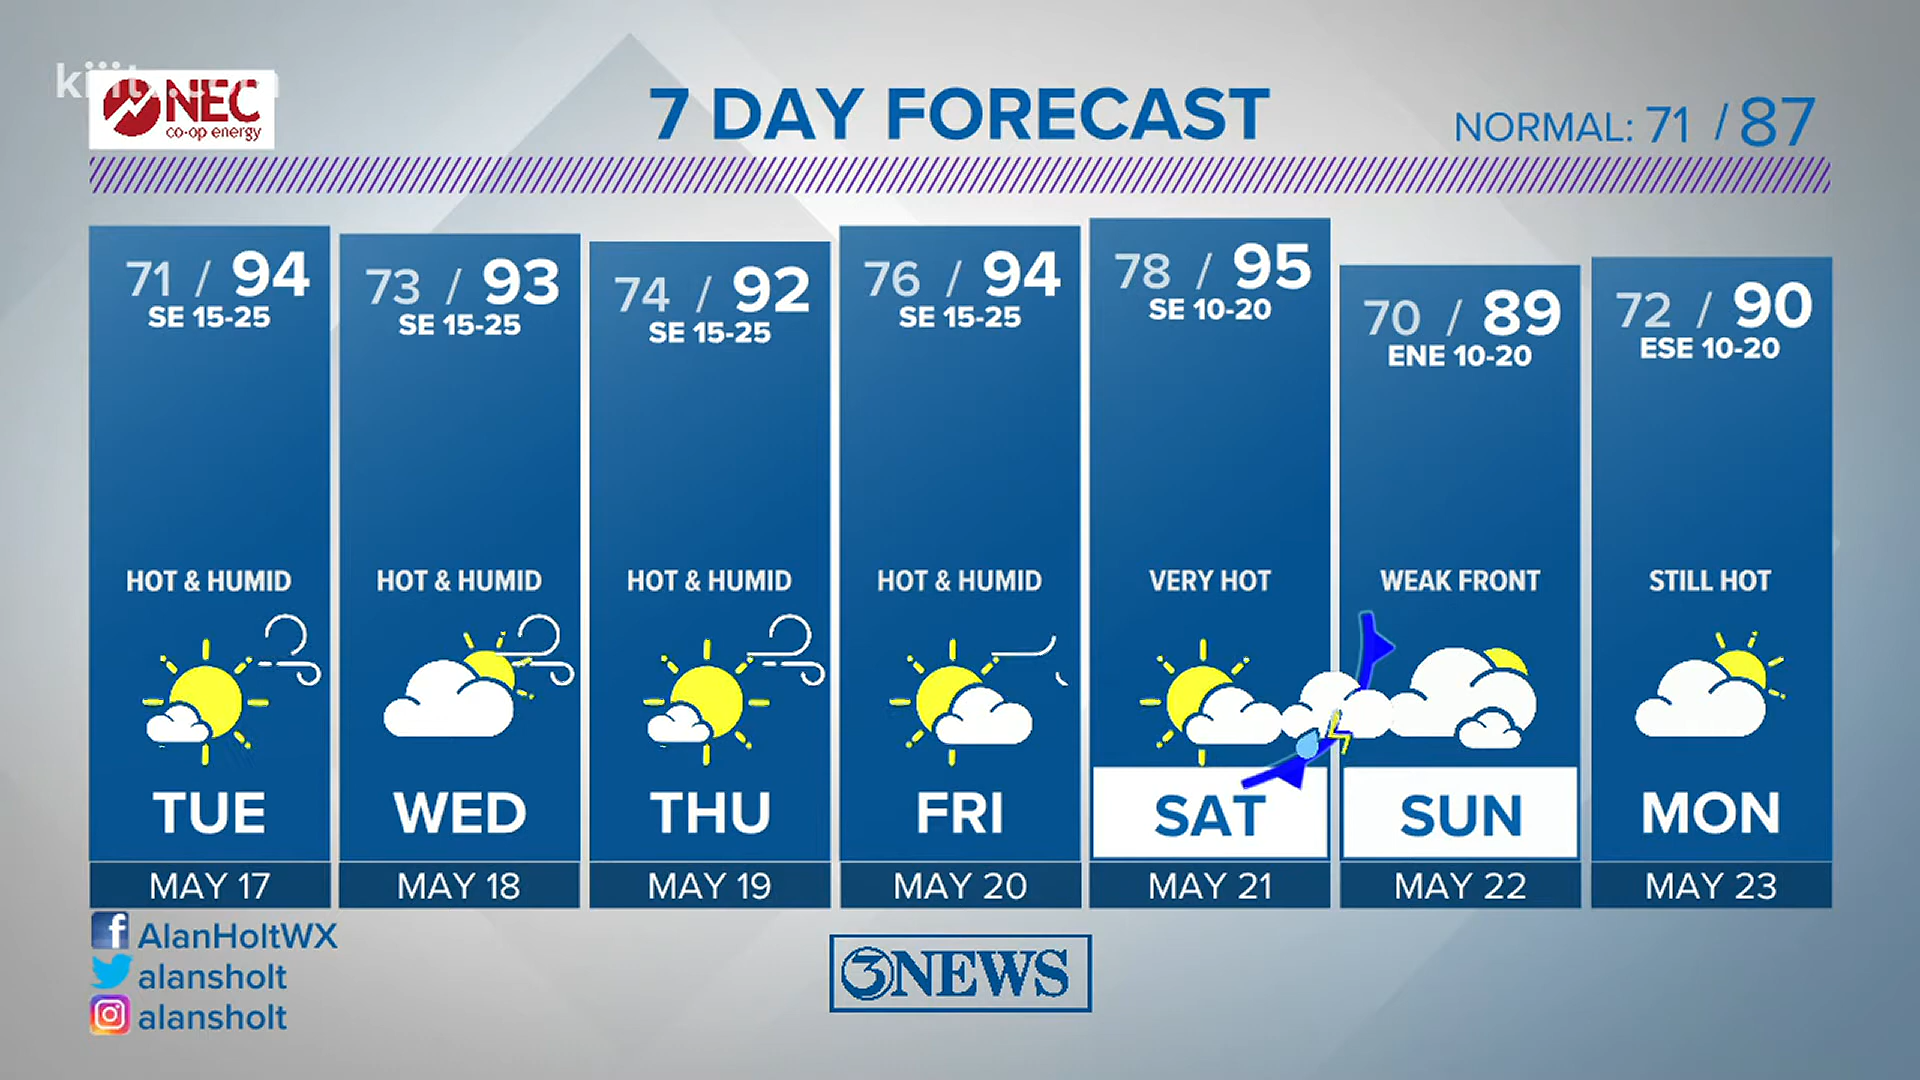 kiiitv.com
NEC
co-op energy
7 DAY FORECAST
NORMAL: 71 / 87
71 / 94
SE 15-25
HOT & HUMID
TUE
MAY 17
73 / 93
SE 15-25
HOT & HUMID
WED
MAY 18
74 / 92
SE 15-25
HOT & HUMID
THU
MAY 19
76 / 94
SE 15-25
HOT & HUMID
FRI
MAY 20
78 / 95
SE 10-20
VERY HOT
SAT
MAY 21
70 / 89
ENE 10-20
WEAK FRONT
SUN
MAY 22
72 / 90
ESE 10-20
STILL HOT
MON
MAY 23
AlanHoltWX
alansholt
alansholt
3NEWS